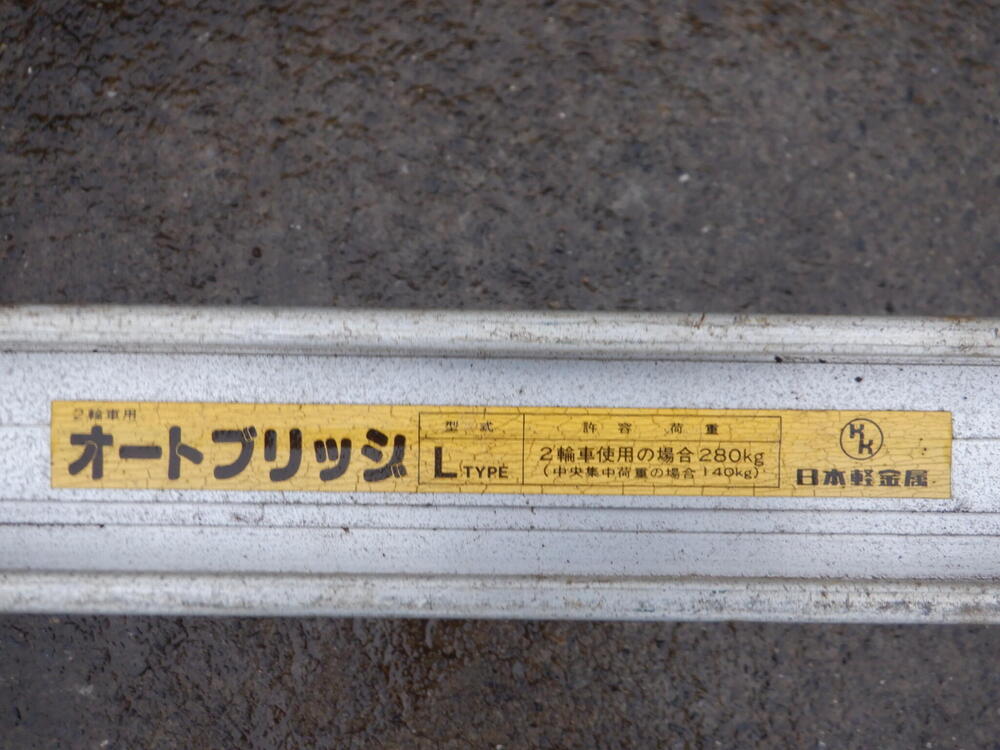 2輪車用
オートブリッジ
型式
L TYPE
許容荷重
2輪車使用の場合280kg
(中央集中荷重の場合140kg)
KK
日本軽金属